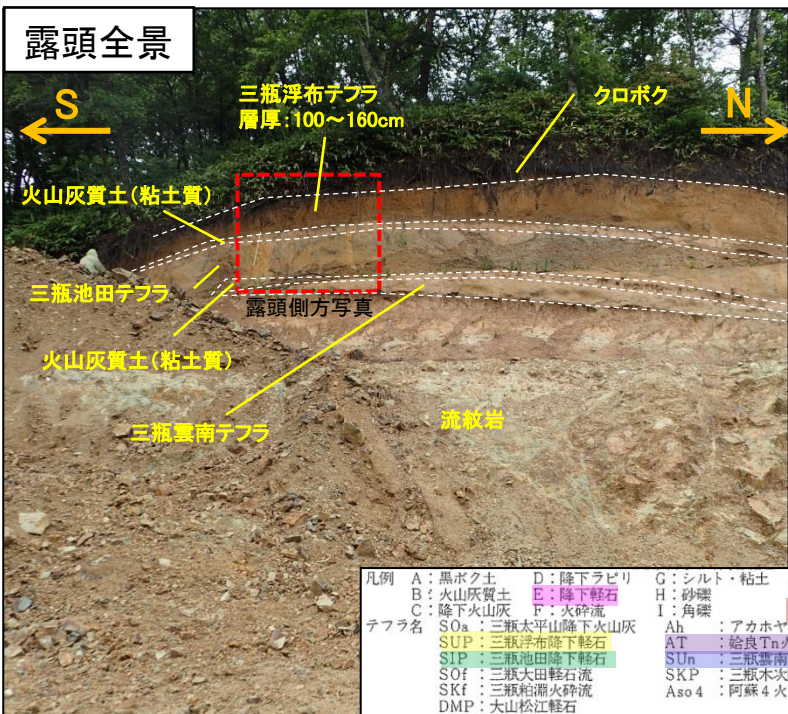 露頭全景
S
N
三瓶浮布テフラ
層厚：100～160cm
クロボク
火山灰質土(粘土質)
三瓶池田テフラ
露頭側方写真
火山灰質土(粘土質)
三瓶雲南テフラ
流紋岩
凡例 A：黒ボク土 D：降下ラピリ G：シルト・粘土
B：火山灰質土 E：降下軽石 H：砂礫
C：降下火山灰 F：火砕流 I：角礫
テフラ名 SOa：三瓶太平山降下火山灰 Ah：アカホヤ
SUP：三瓶浮布降下軽石 AT：姶良Tn火
SIP：三瓶池田降下軽石 SUn：三瓶雲南
SOf：三瓶大田軽石流 SKP：三瓶木次
SKf：三瓶粕淵火砕流 Aso4：阿蘇4火
DMP：大山松江軽石